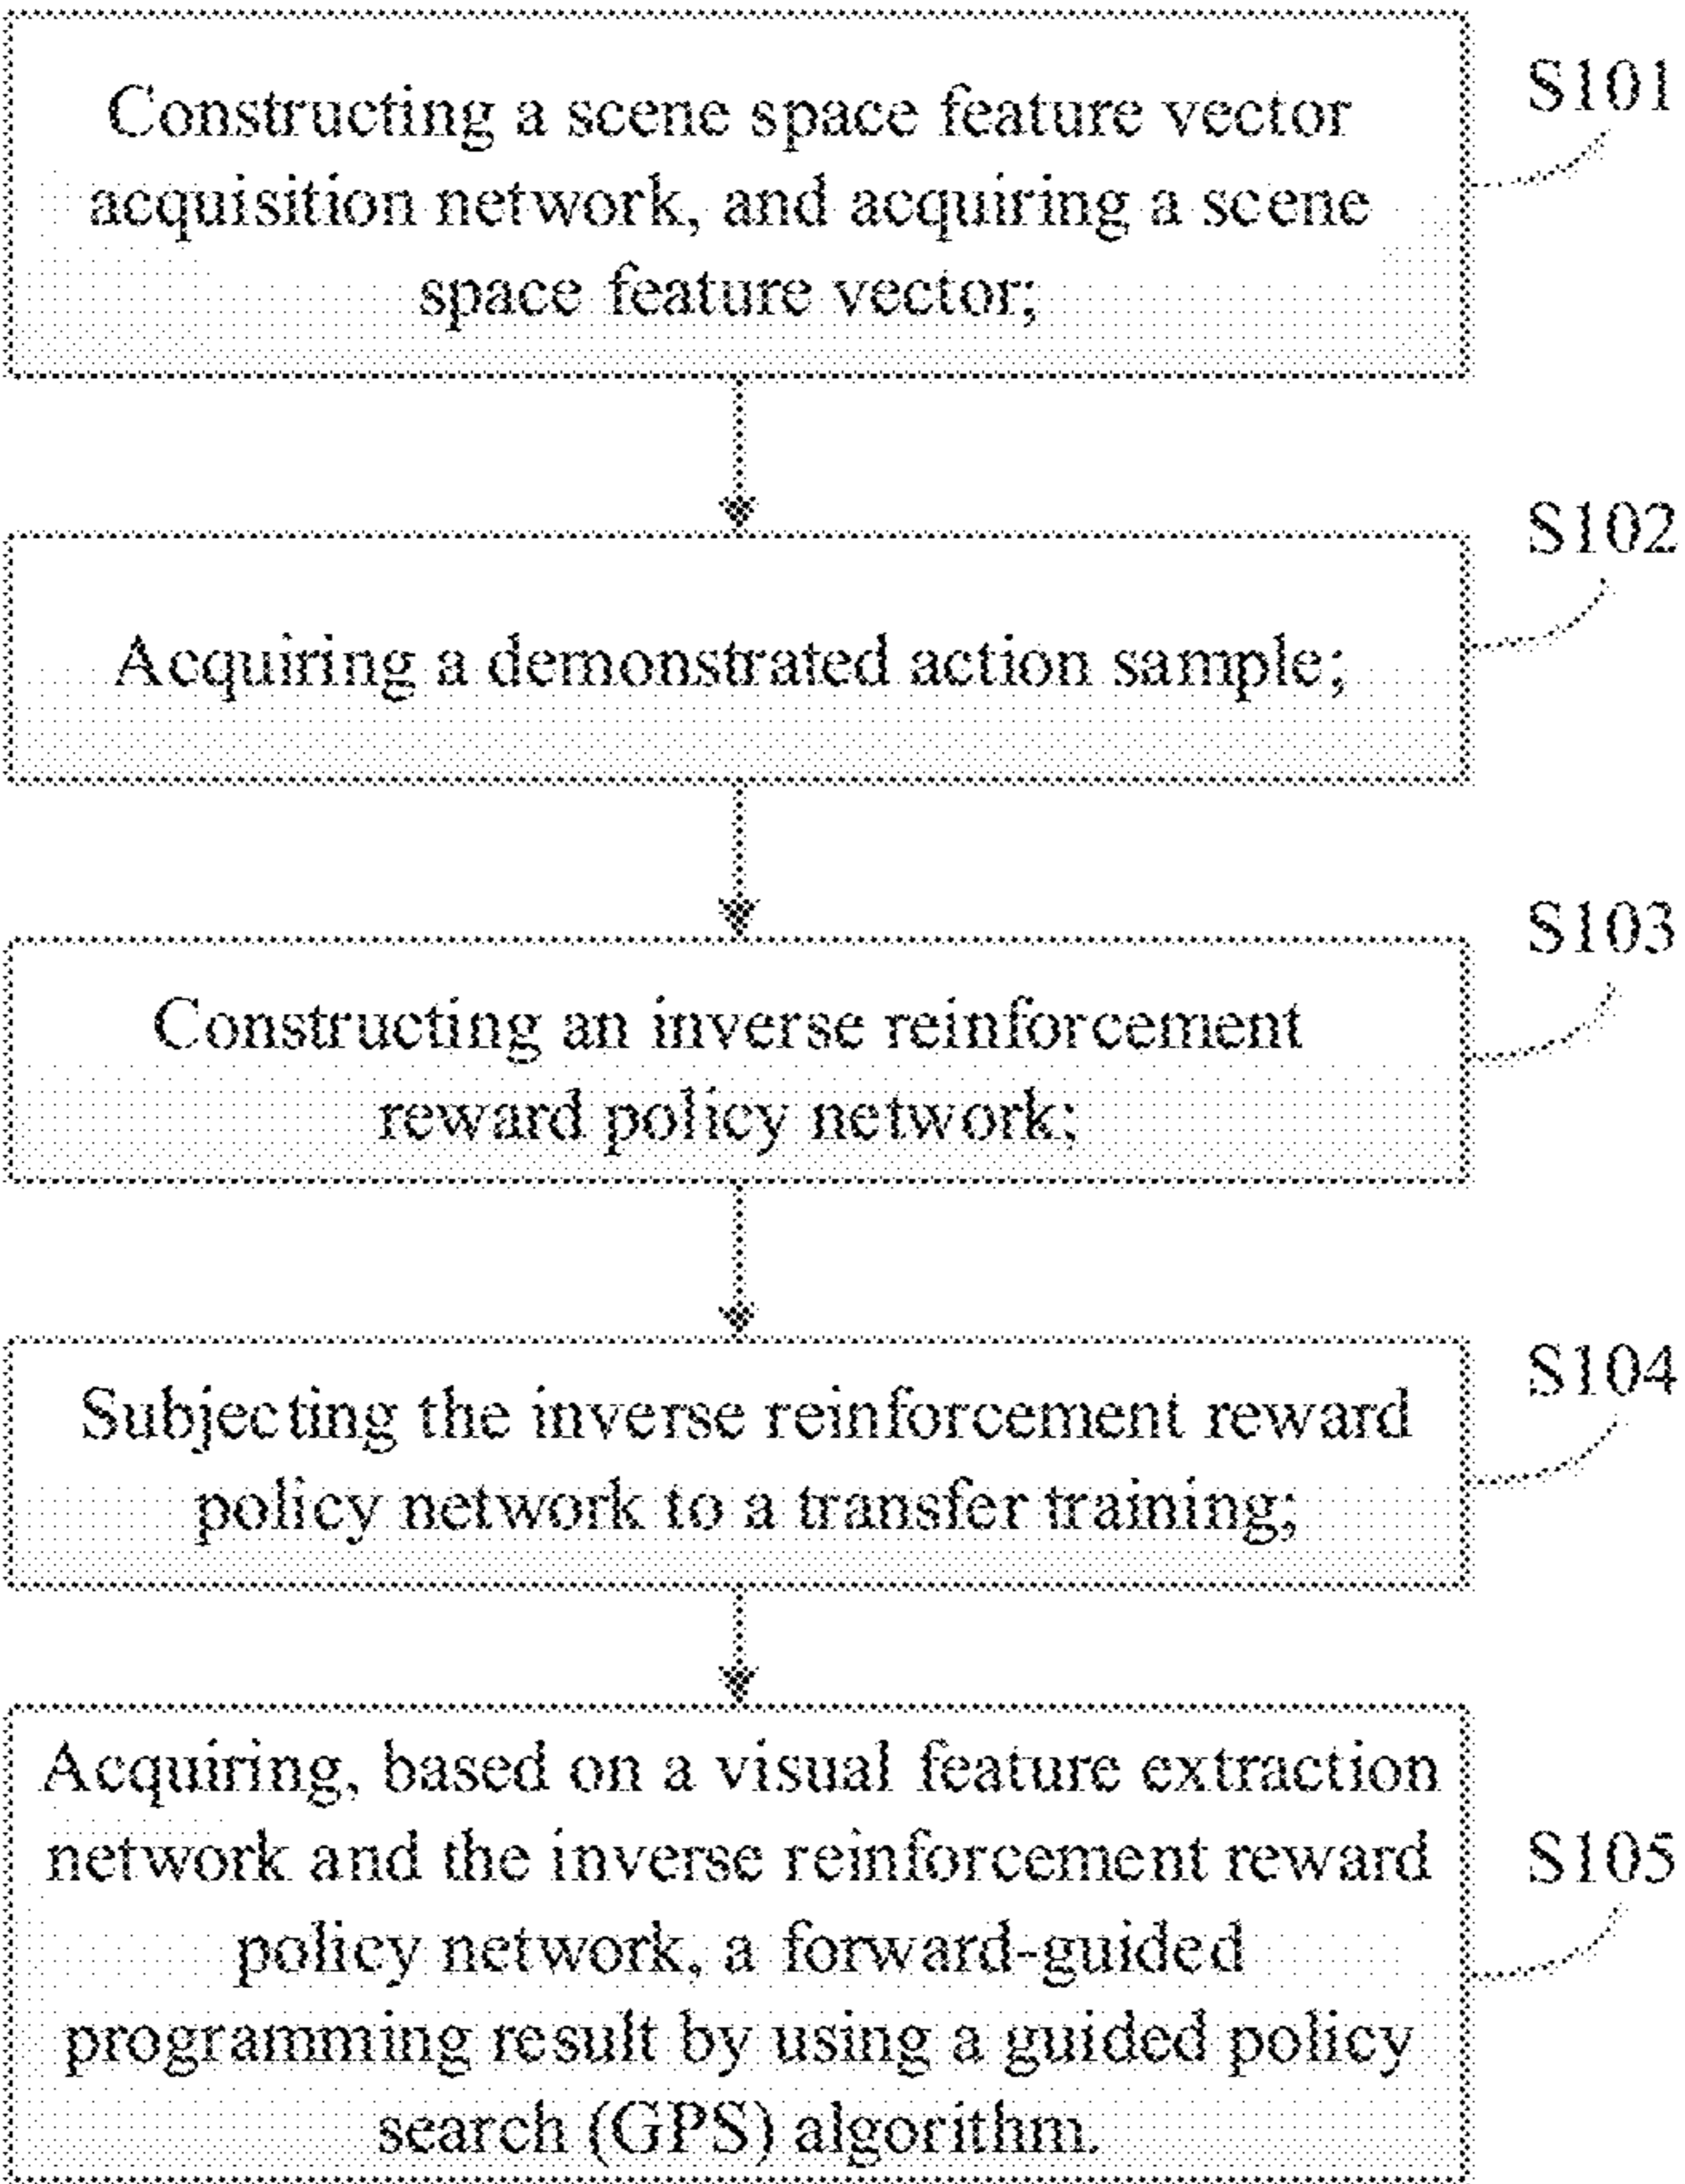 Constructing a scene space feature vector
acquisition network, and acquiring a scene
space feature vector;
S101
Acquiring a demonstrated action sample;
S102
Constructing an inverse reinforcement
reward policy network;
S103
Subjecting the inverse reinforcement reward
policy network to a transfer training;
S104
Acquiring, based on a visual feature extraction
network and the inverse reinforcement reward
policy network, a forward-guided
programming result by using a guided policy
search (GPS) algorithm.
S105